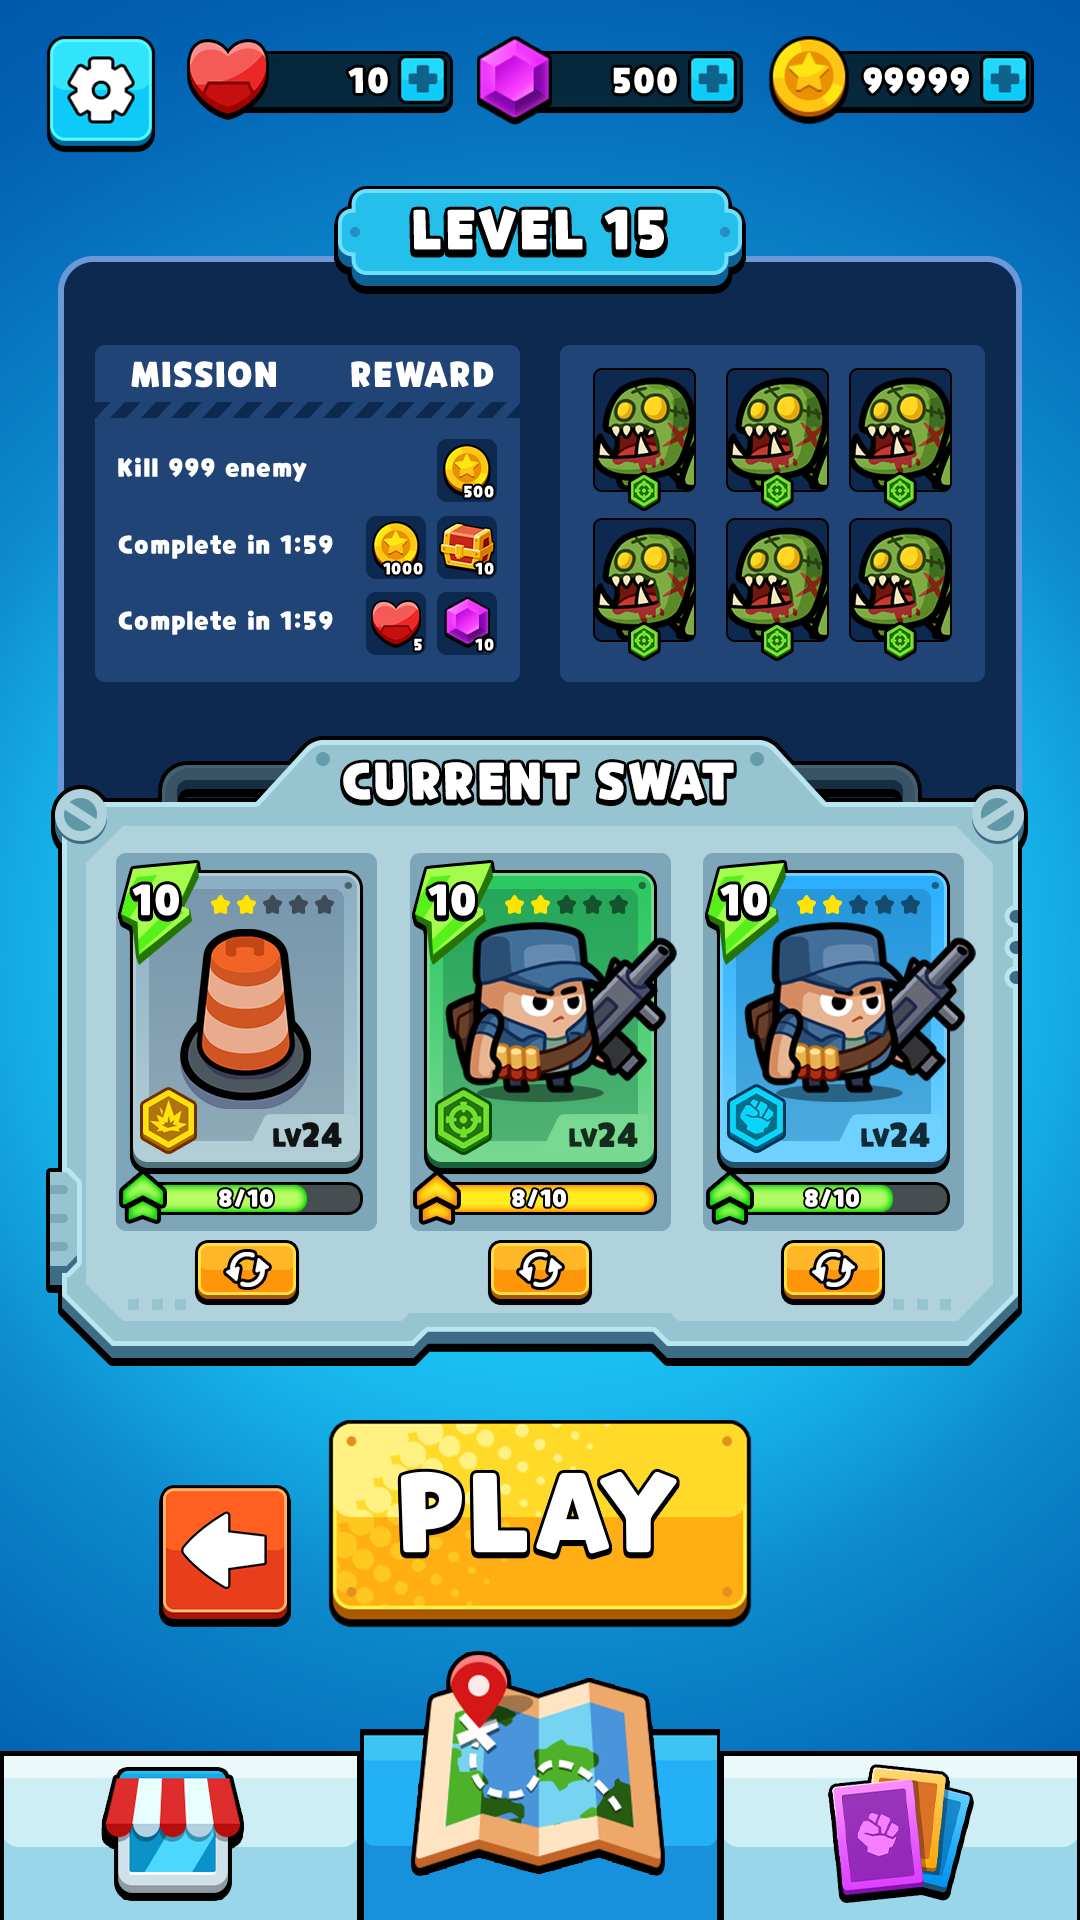 10 500 99999
LEVEL 15
MISSION REWARD
Kill 999 enemy 500
Complete in 1:59 1000 10
Complete in 1:59 5 10
CURRENT SWAT
10 10 10
LV24 LV24 LV24
8/10 8/10 8/10
PLAY